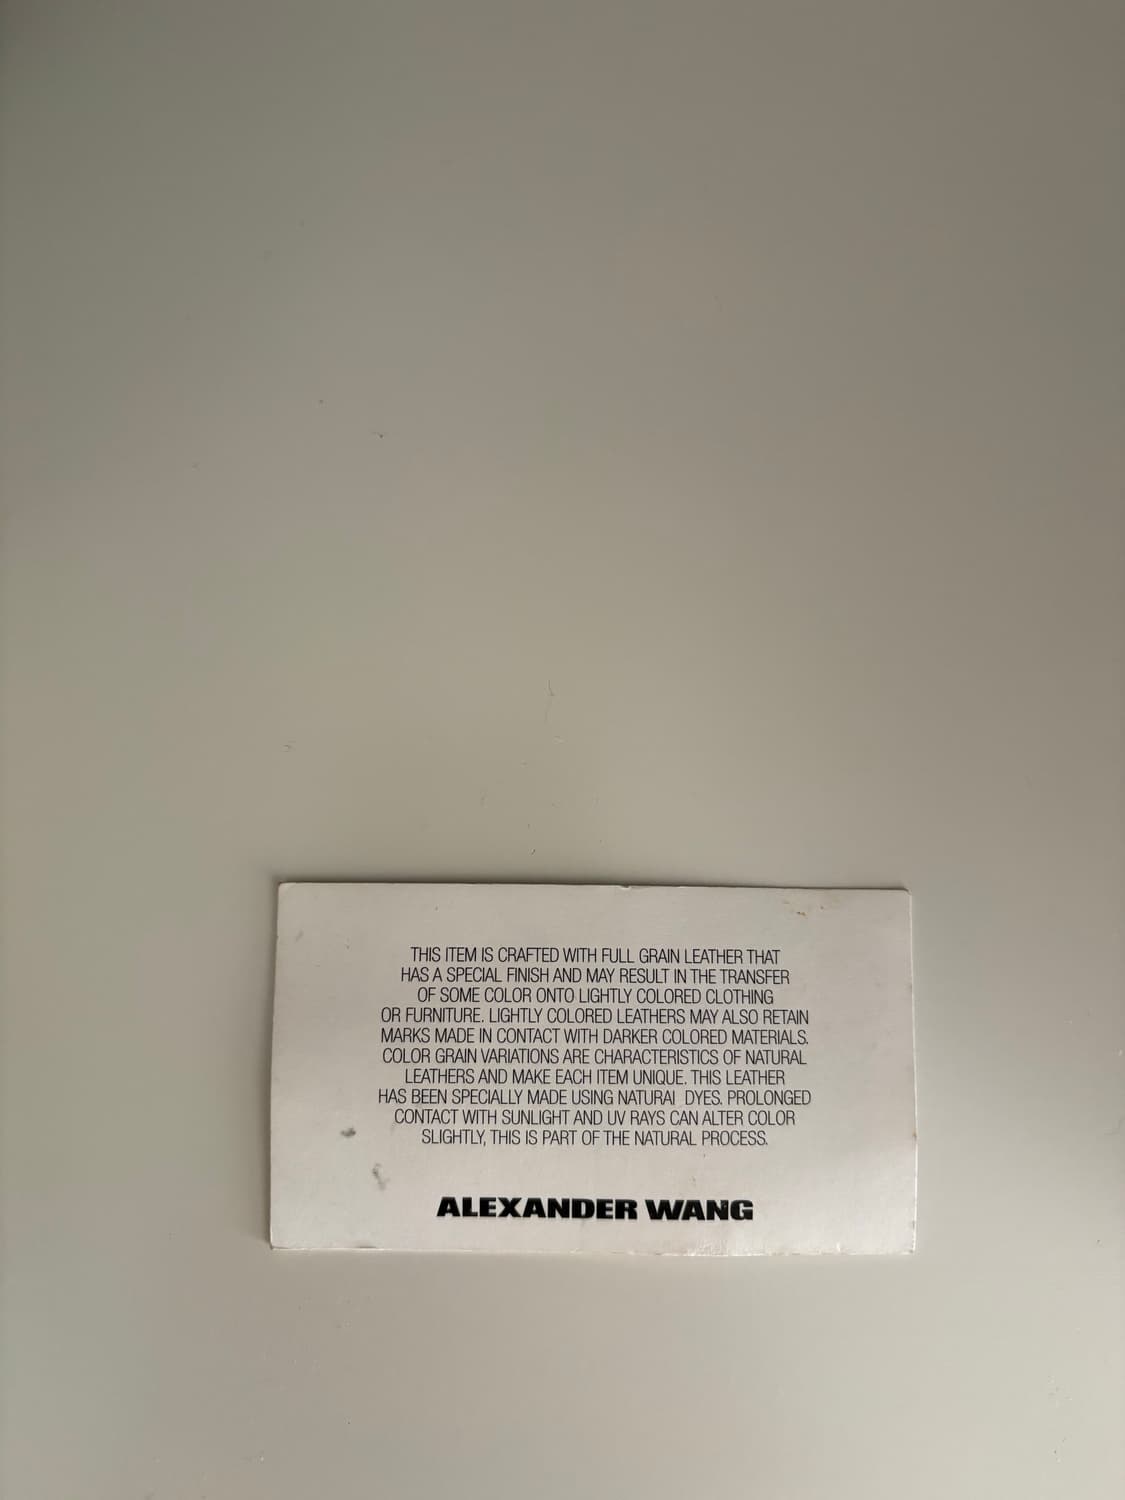 THIS ITEM IS CRAFTED WITH FULL GRAIN LEATHER THAT
HAS A SPECIAL FINISH AND MAY RESULT IN THE TRANSFER
OF SOME COLOR ONTO LIGHTLY COLORED CLOTHING
OR FURNITURE. LIGHTLY COLORED LEATHERS MAY ALSO RETAIN
MARKS MADE IN CONTACT WITH DARKER COLORED MATERIALS.
COLOR GRAIN VARIATIONS ARE CHARACTERISTICS OF NATURAL
LEATHERS AND MAKE EACH ITEM UNIQUE. THIS LEATHER
HAS BEEN SPECIALLY MADE USING NATURAL DYES. PROLONGED
CONTACT WITH SUNLIGHT AND UV RAYS CAN ALTER COLOR
SLIGHTLY, THIS IS PART OF THE NATURAL PROCESS.
ALEXANDER WANG